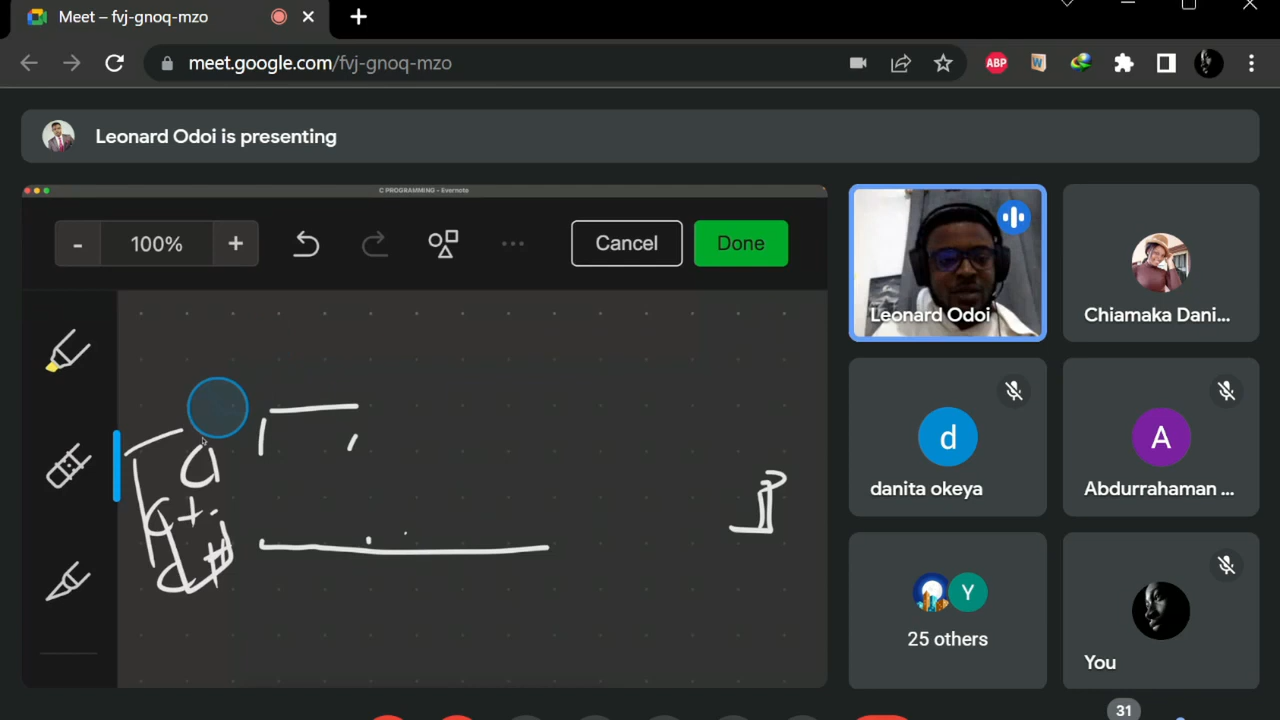 Meet – fvj-gnoq-mzo
meet.google.com/fvj-gnoq-mzo
ABP
W
Leonard Odoi is presenting
C PROGRAMMING - Evernote
- 100% +
Cancel
Done
Leonard Odoi
Chiamaka Dani...
d
danita okeya
A
Abdurrahaman ...
Y
25 others
You
31